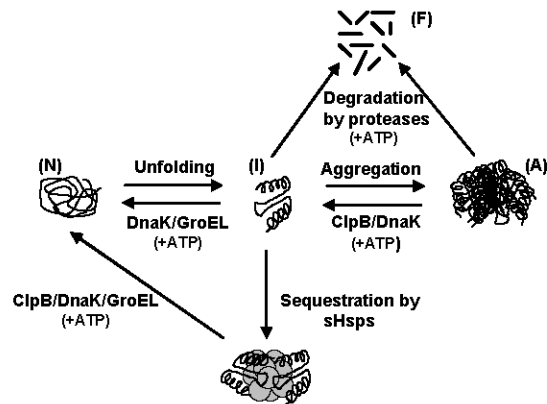 (F)
Degradation
by proteases
(+ATP)
(N)
Unfolding
(I)
Aggregation
(A)
DnaK/GroEL
(+ATP)
ClpB/DnaK
(+ATP)
ClpB/DnaK/GroEL
(+ATP)
Sequestration by
sHsps